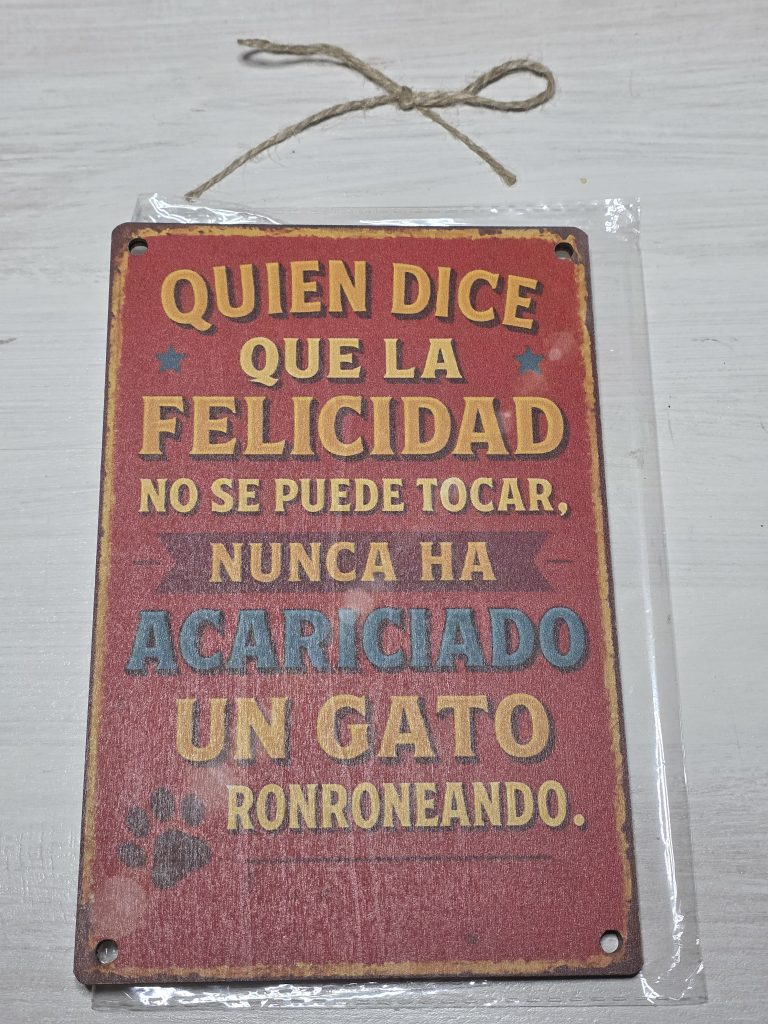 QUIEN DICE
QUE LA
FELICIDAD
NO SE PUEDE TOCAR,
NUNCA HA
ACARICIADO
UN GATO
RONRONEANDO.